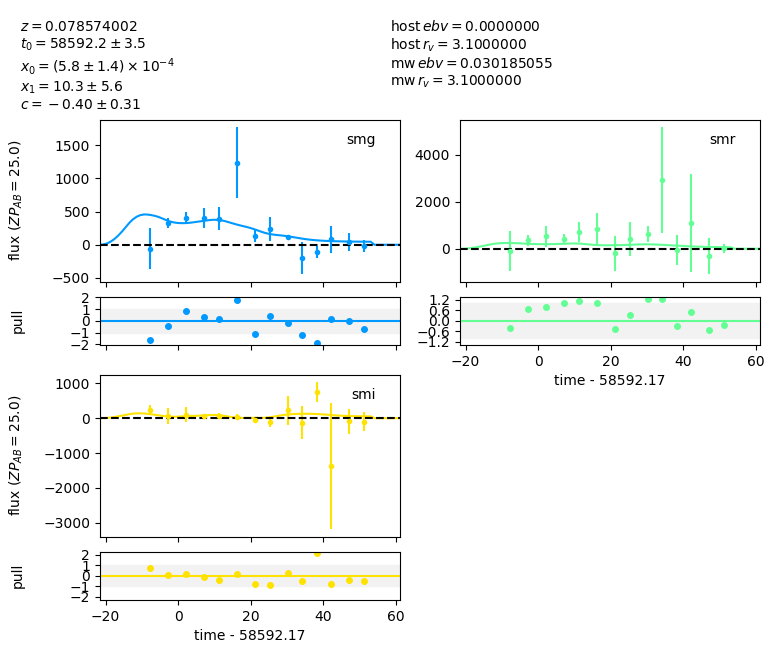 z = 0.078574002
t₀ = 58592.2 ± 3.5
x₀ = (5.8 ± 1.4) × 10⁻⁴
x₁ = 10.3 ± 5.6
c = −0.40 ± 0.31
host ebv = 0.0000000
host r_v = 3.1000000
mw ebv = 0.030185055
mw r_v = 3.1000000
smg
flux (ZP_AB = 25.0)
1500
1000
500
0
−500
smr
4000
2000
0
pull
2
1
0
−1
−2
1.2
0.6
0.0
−0.6
−1.2
−20 0 20 40 60
time - 58592.17
smi
flux (ZP_AB = 25.0)
1000
0
−1000
−2000
−3000
pull
2
1
0
−1
−2
−20 0 20 40 60
time - 58592.17